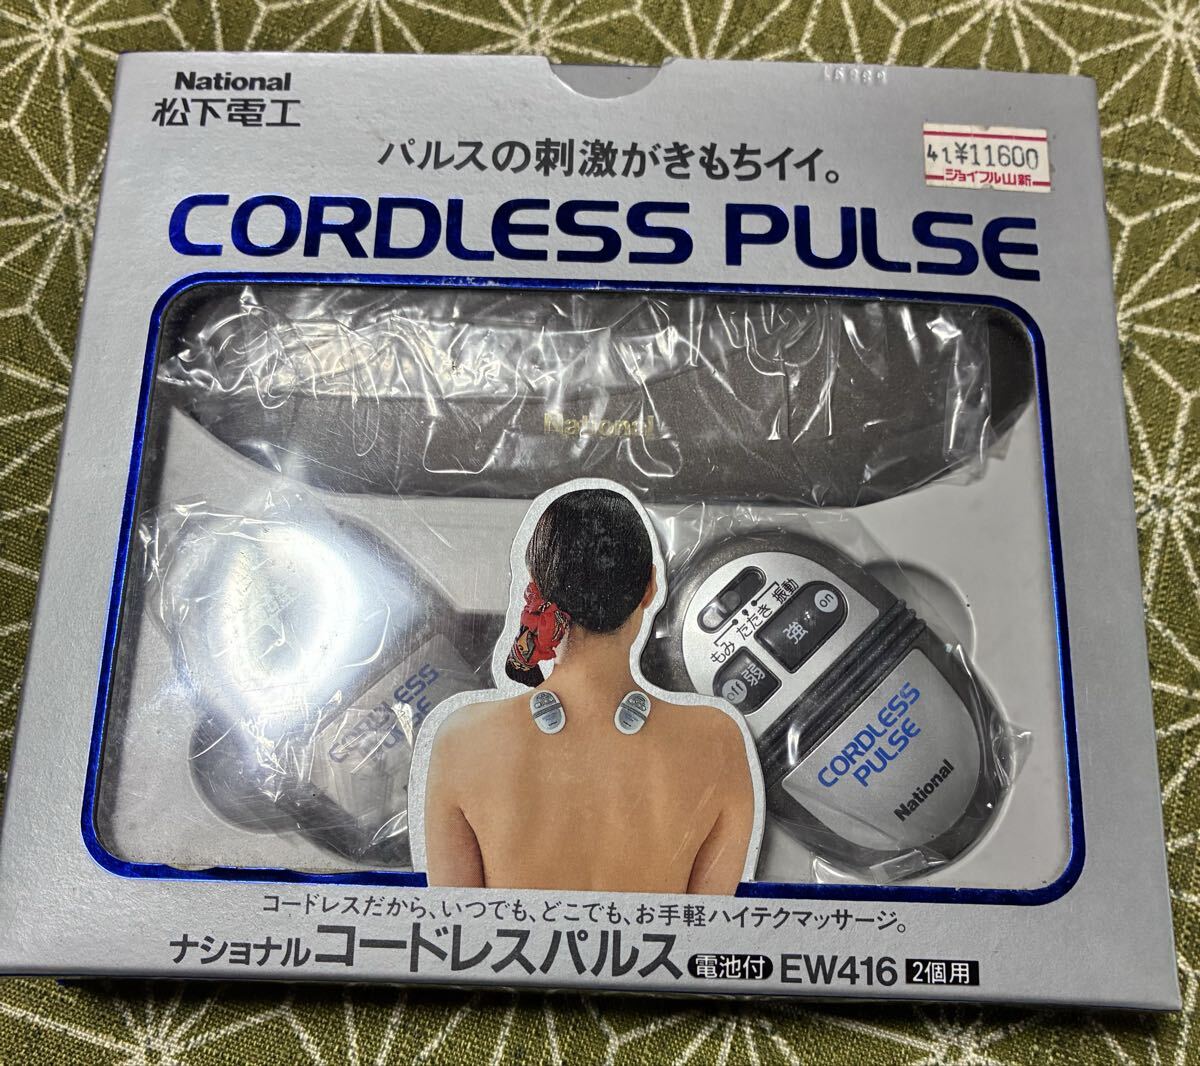 National
松下電工
パルスの刺激がきもちイイ。
41 ¥11600
ジョイフル山新
CORDLESS PULSE
National
もみ たたき 振動
強 on
弱 off
CORDLESS
PULSE
National
CORDLESS
PULSE
コードレスだから、いつでも、どこでも、お手軽ハイテクマッサージ。
ナショナル コードレスパルス 電池付 EW416 2個用